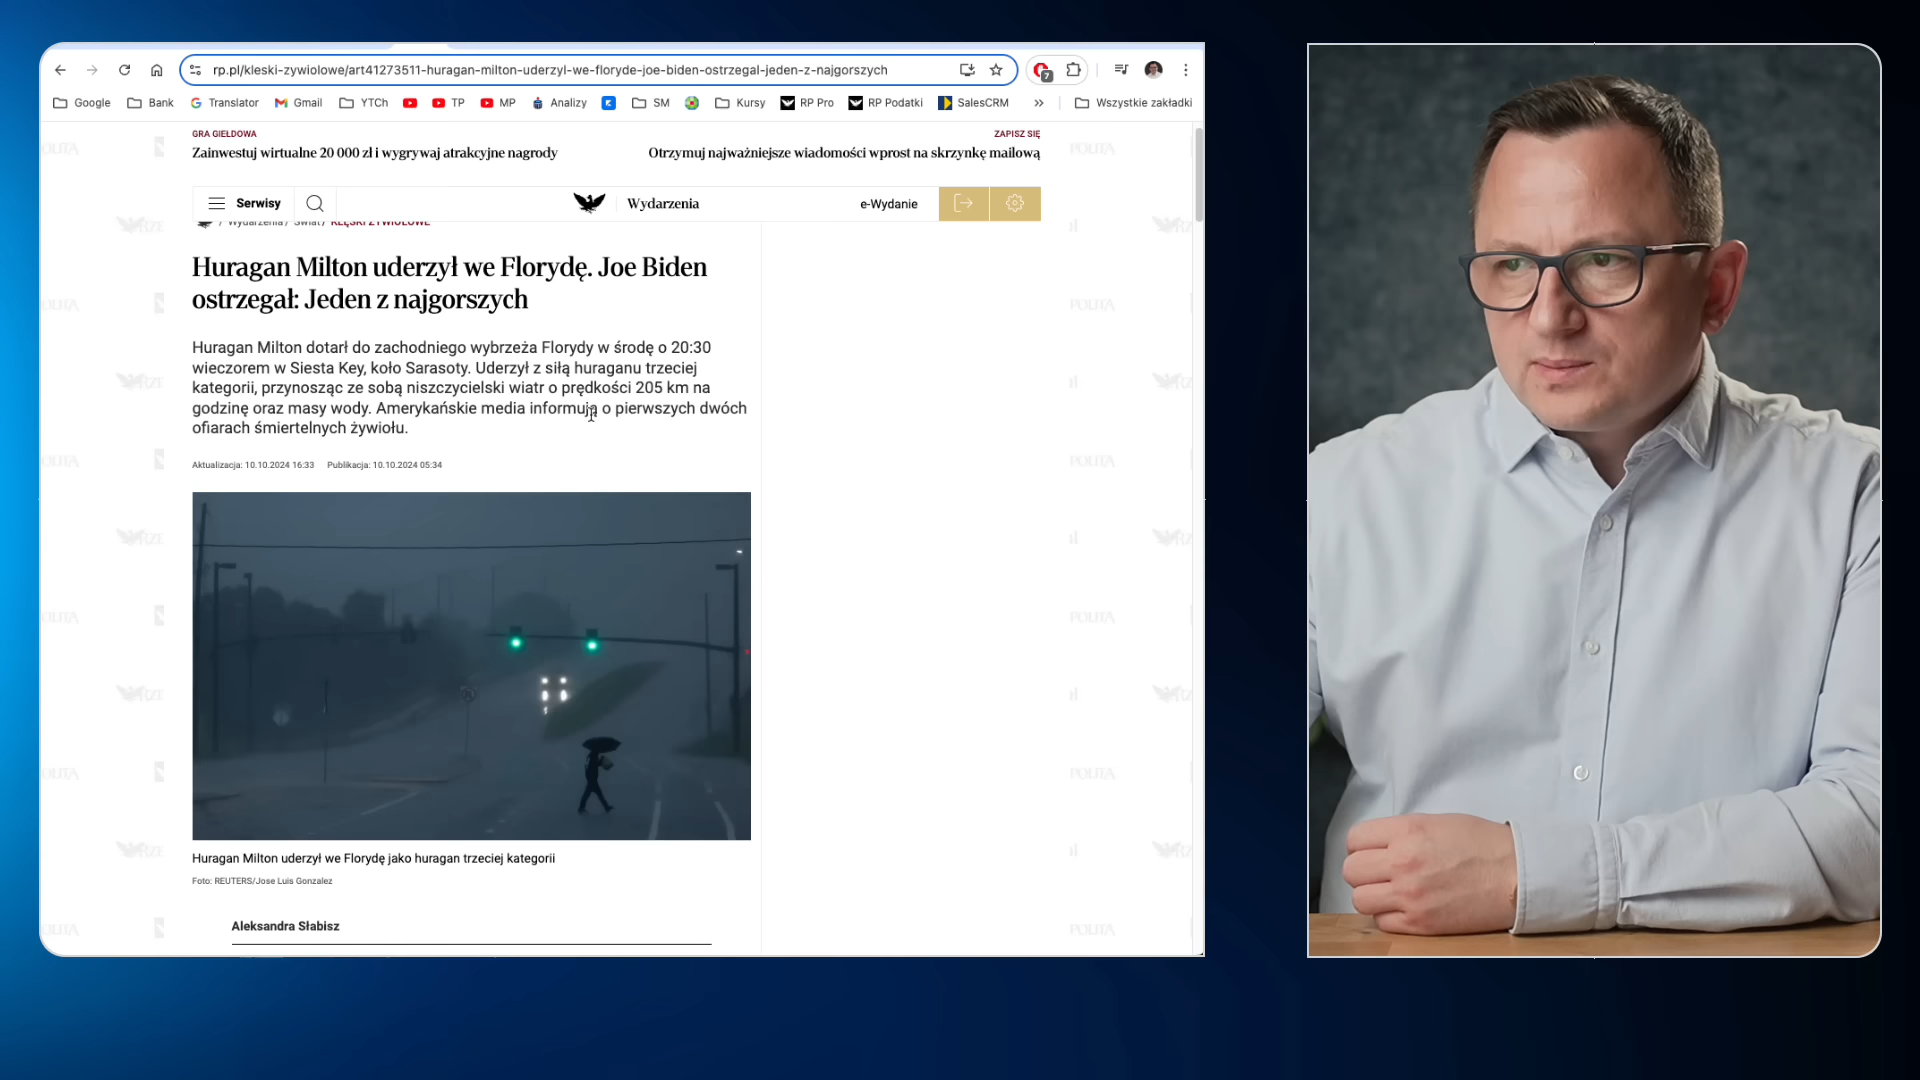 rp.pl/kleski-zywiolowe/art41273511-huragan-milton-uderzyl-we-floryde-joe-biden-ostrzegal-jeden-z-najgorszych
7
Google Bank Translator Gmail YTCh TP MP Analizy SM Kursy RP Pro RP Podatki SalesCRM » Wszystkie zakładki
GRA GIEŁDOWA
Zainwestuj wirtualne 20 000 zł i wygrywaj atrakcyjne nagrody
ZAPISZ SIĘ
Otrzymuj najważniejsze wiadomości wprost na skrzynkę mailową
Serwisy
Wydarzenia
e-Wydanie
/ Wydarzenia / Świat / KLĘSKI ŻYWIOŁOWE
Huragan Milton uderzył we Florydę. Joe Biden
ostrzegał: Jeden z najgorszych
Huragan Milton dotarł do zachodniego wybrzeża Florydy w środę o 20:30
wieczorem w Siesta Key, koło Sarasoty. Uderzył z siłą huraganu trzeciej
kategorii, przynosząc ze sobą niszczycielski wiatr o prędkości 205 km na
godzinę oraz masy wody. Amerykańskie media informują o pierwszych dwóch
ofiarach śmiertelnych żywiołu.
Aktualizacja: 10.10.2024 16:33 Publikacja: 10.10.2024 05:34
Huragan Milton uderzył we Florydę jako huragan trzeciej kategorii
Foto: REUTERS/Jose Luis Gonzalez
Aleksandra Słabisz